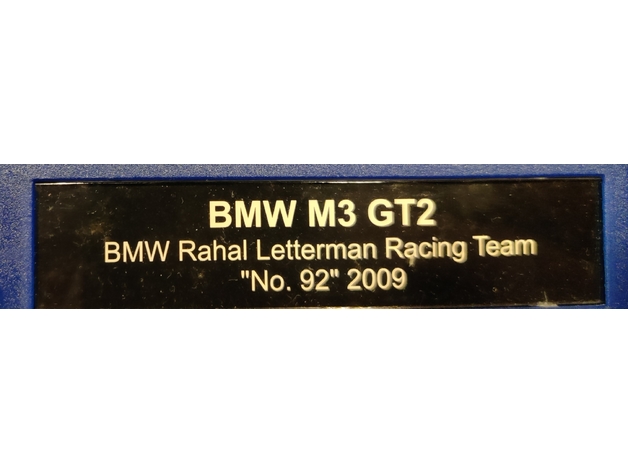 BMW M3 GT2
BMW Rahal Letterman Racing Team
"No. 92" 2009